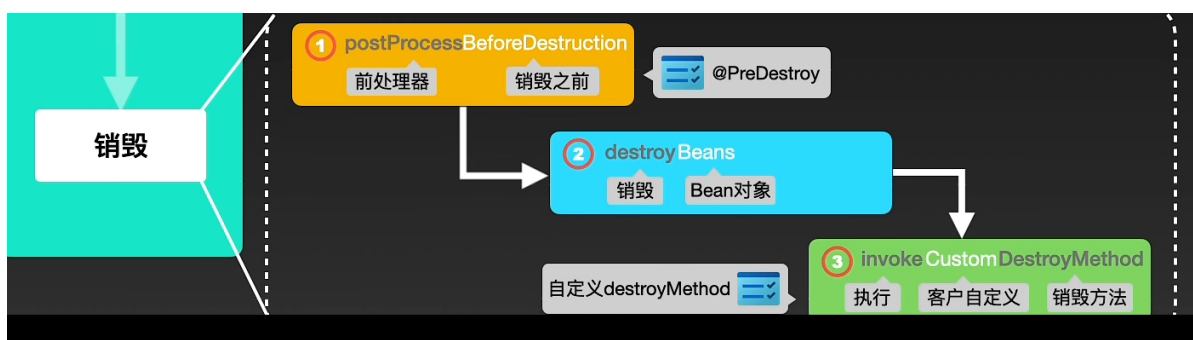 销毁
1 postProcessBeforeDestruction
前处理器 销毁之前
@PreDestroy
2 destroyBeans
销毁 Bean对象
3 invokeCustomDestroyMethod
执行 客户自定义 销毁方法
自定义destroyMethod